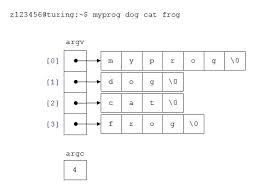 z123456@turing:~$ myprog dog cat frog
argv
[0] m y p r o g \0
[1] d o g \0
[2] c a t \0
[3] f r o g \0
argc
4